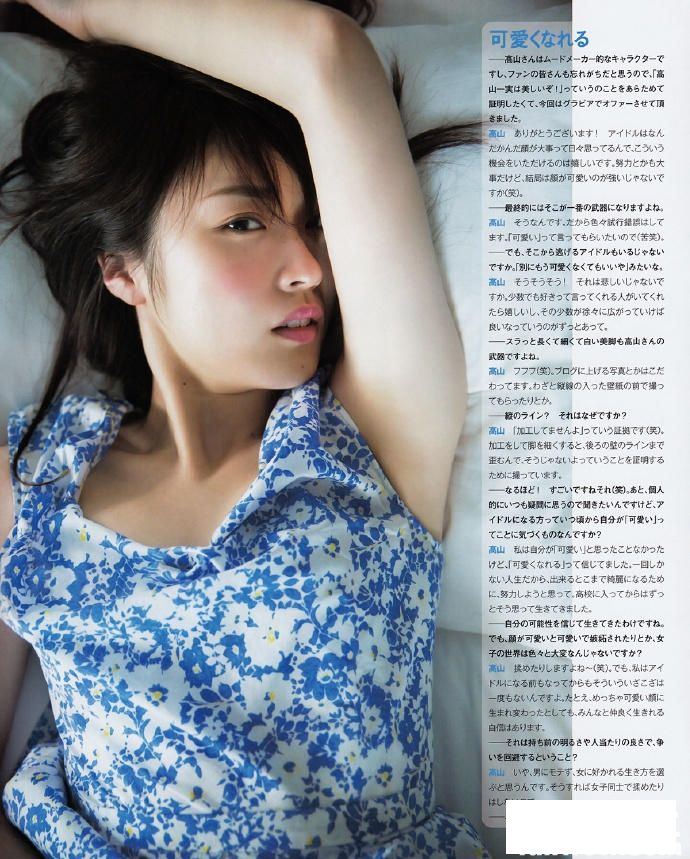 可愛くなれる
――高山さんはムードメーカー的なキャラクターで
すし、ファンの皆さんも忘れがちだと思うので、「高
山一実は美しいぞ!」っていうのことをあらためて
証明したくて、今回はグラビアでオファーさせて頂
きました。
高山　ありがとうございます！　アイドルはなん
だかんだ顔が大事って日々思ってるんで、こういう
機会をいただけるのは嬉しいです。努力とかも大
事だけど、結局は顔が可愛いのが強いじゃないで
すか(笑)。
――最終的にはそこが一番の武器になりますよね。
高山　そうなんです。だから色々試行錯誤はして
ます。「可愛い」って言ってもらいたいので(苦笑)。
――でも、そこから逃げるアイドルもいるじゃない
ですか。「別にもう可愛くなくてもいいや」みたいな。
高山　そうそうそう！　それは悲しいじゃないで
すか。少数でも好きって言ってくれる人がいてくれ
たら嬉しいし、その少数が徐々に広がっていけば
良いなっていうのがずっとあって。
――スラっと長くて細くて白い美脚も高山さんの
武器ですよね。
高山　フフフ(笑)。ブログに上げる写真とかはこだ
わってます。わざと縦線の入った壁紙の前で撮っ
てもらったりとか。
――縦のライン？　それはなぜですか？
高山　「加工してませんよ」っていう証拠です(笑)。
加工をして脚を細くすると、後ろの壁のラインまで
歪むんで、そうじゃないよっていうことを証明する
ために撮っています。
――なるほど！　すごいですねそれ(笑)。あと、個人
的にいつも疑問に思うので聞きたいんですけど、ア
イドルになる方っていつ頃から自分が「可愛い」っ
てことに気づくものなんですか？
高山　私は自分が「可愛い」と思ったことなかった
けど、「可愛くなれる」って信じてました。一回しか
ない人生だから、出来るとこまで綺麗になるため
に、努力しようと思って、高校に入ってからはずっ
とそう思って生きてきました。
――自分の可能性を信じて生きてきたわけですね。
でも、顔が可愛いと可愛いで嫉妬されたりとか、女
子の世界は色々と大変なんじゃないですか？
高山　揉めたりしますよね〜(笑)。でも、私はアイ
ドルになる前もなってからもそういういざこざは
一度もないんですよ。たとえ、めっちゃ可愛い顔に
生まれ変わったとしても、みんなと仲良く生きれる
自信はあります。
――それは持ち前の明るさや人当たりの良さで、争
いを回避するということ？
高山　いや、男にモテず、女に好かれる生き方を選
ぶと思うんです。そうすれば女子同士で揉めたり
はし